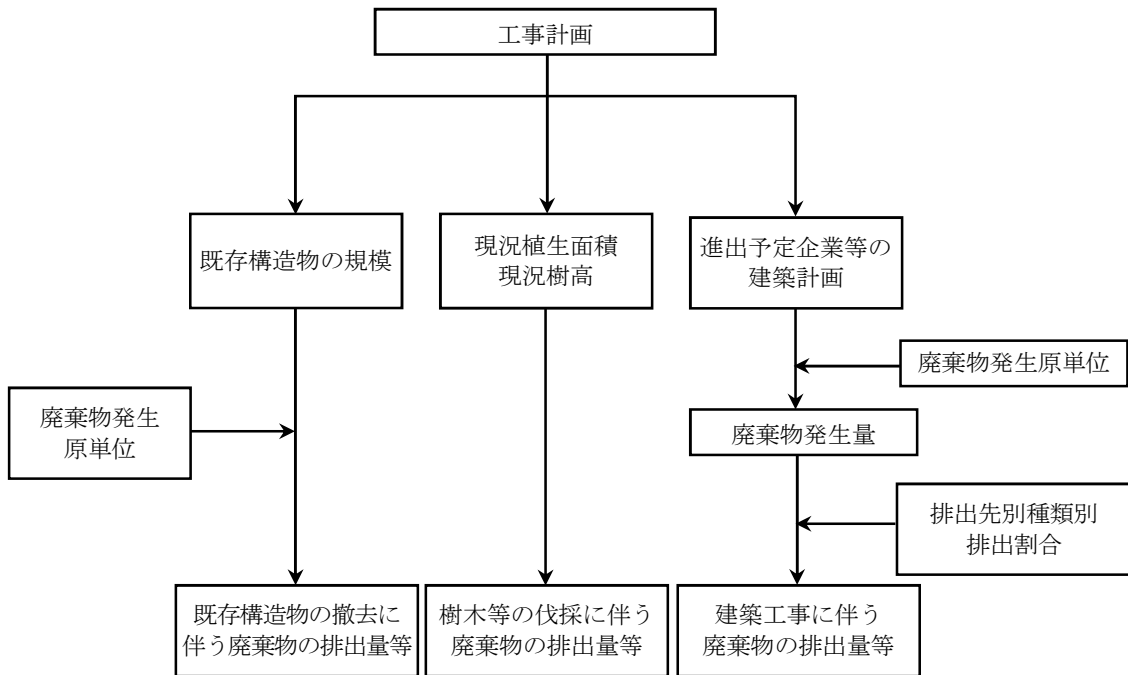 工事計画
既存構造物の規模
現況植生面積
現況樹高
進出予定企業等の
建築計画
廃棄物発生原単位
廃棄物発生
原単位
廃棄物発生量
排出先別種類別
排出割合
既存構造物の撤去に
伴う廃棄物の排出量等
樹木等の伐採に伴う
廃棄物の排出量等
建築工事に伴う
廃棄物の排出量等